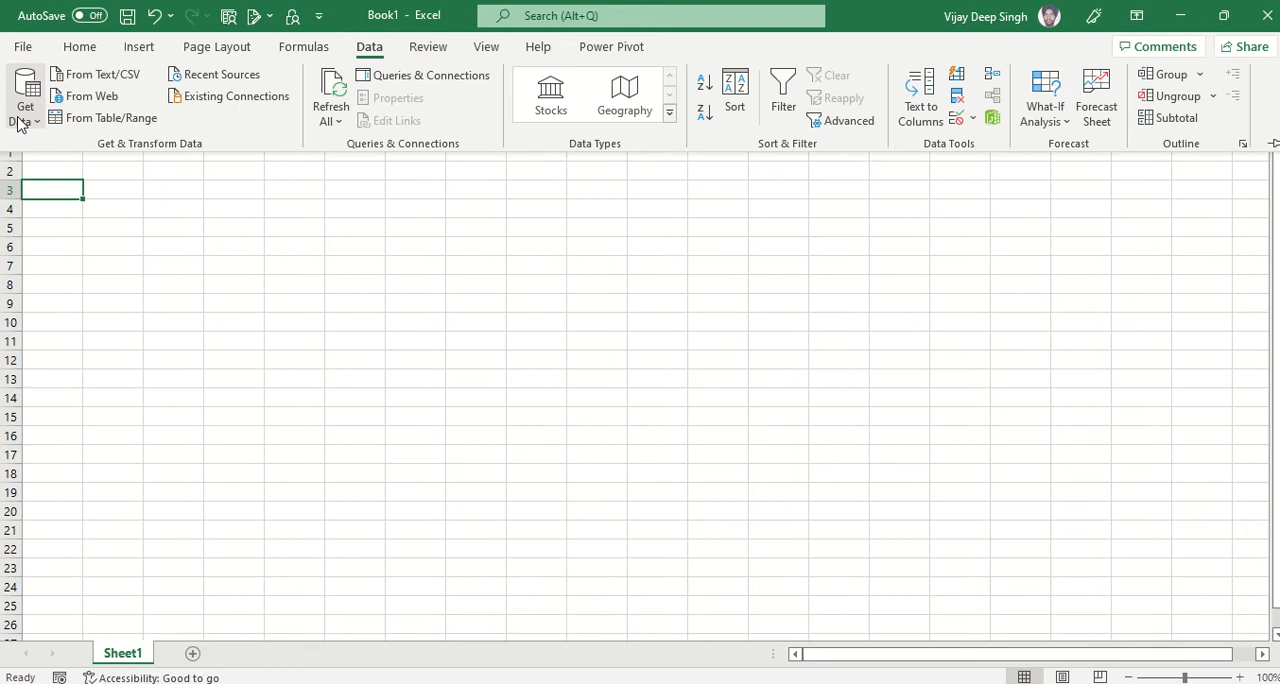 AutoSave Off Book1 - Excel Search (Alt+Q) Vijay Deep Singh
File Home Insert Page Layout Formulas Data Review View Help Power Pivot Comments Share
Get Data
From Text/CSV
From Web
From Table/Range
Recent Sources
Existing Connections
Get & Transform Data
Refresh All
Queries & Connections
Properties
Edit Links
Queries & Connections
Stocks
Geography
Data Types
Sort
Filter
Clear
Reapply
Advanced
Sort & Filter
Text to Columns
Data Tools
What-If Analysis
Forecast Sheet
Forecast
Group
Ungroup
Subtotal
Outline
1
2
3
4
5
6
7
8
9
10
11
12
13
14
15
16
17
18
19
20
21
22
23
24
25
26
Sheet1
Ready Accessibility: Good to go 100%